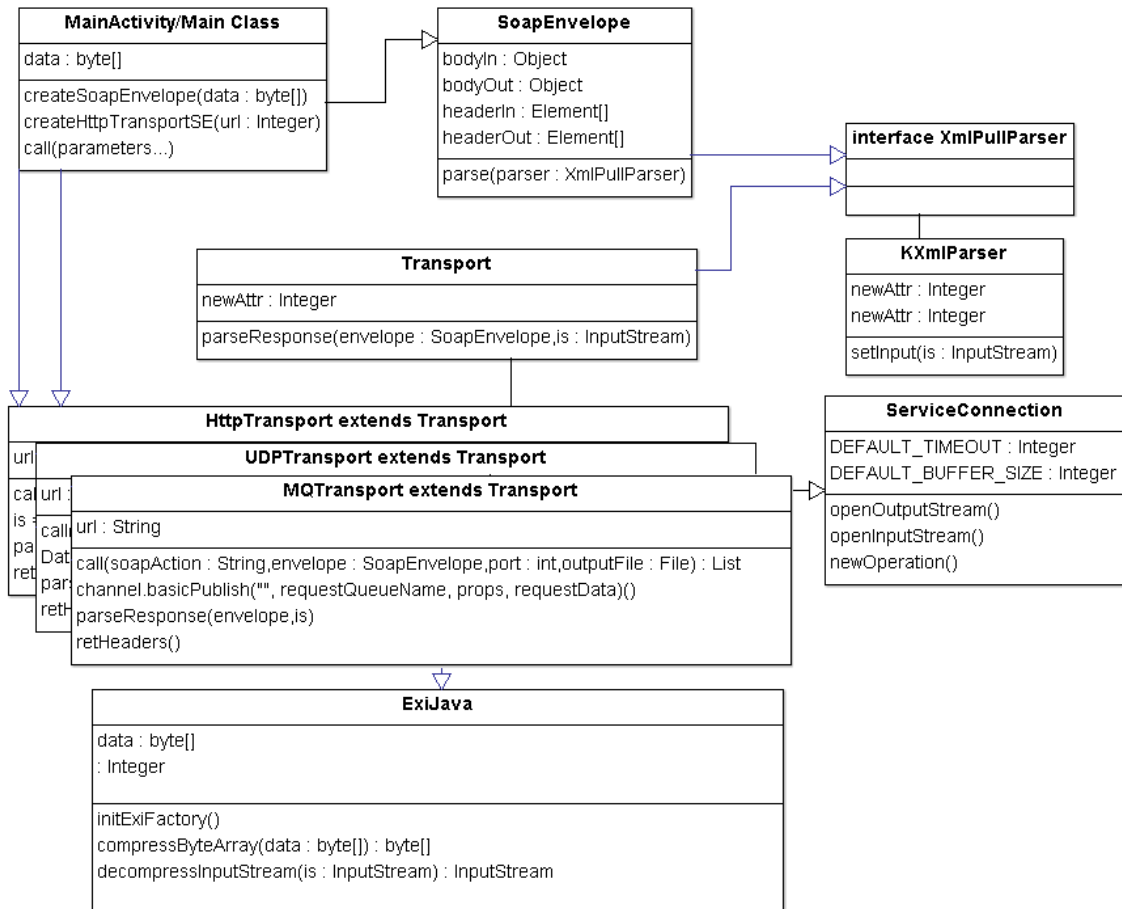 MainActivity/Main Class
data : byte[]
createSoapEnvelope(data : byte[])
createHttpTransportSE(url : Integer)
call(parameters...)
SoapEnvelope
bodyIn : Object
bodyOut : Object
headerIn : Element[]
headerOut : Element[]
parse(parser : XmlPullParser)
interface XmlPullParser
KXmlParser
newAttr : Integer
newAttr : Integer
setInput(is : InputStream)
Transport
newAttr : Integer
parseResponse(envelope : SoapEnvelope,is : InputStream)
HttpTransport extends Transport
url
cal
is =
pa
ret
UDPTransport extends Transport
url :
call(
Dat
pars
retH
MQTransport extends Transport
url : String
call(soapAction : String,envelope : SoapEnvelope,port : int,outputFile : File) : List
channel.basicPublish("", requestQueueName, props, requestData)()
parseResponse(envelope,is)
retHeaders()
ServiceConnection
DEFAULT_TIMEOUT : Integer
DEFAULT_BUFFER_SIZE : Integer
openOutputStream()
openInputStream()
newOperation()
ExiJava
data : byte[]
: Integer
initExiFactory()
compressByteArray(data : byte[]) : byte[]
decompressInputStream(is : InputStream) : InputStream